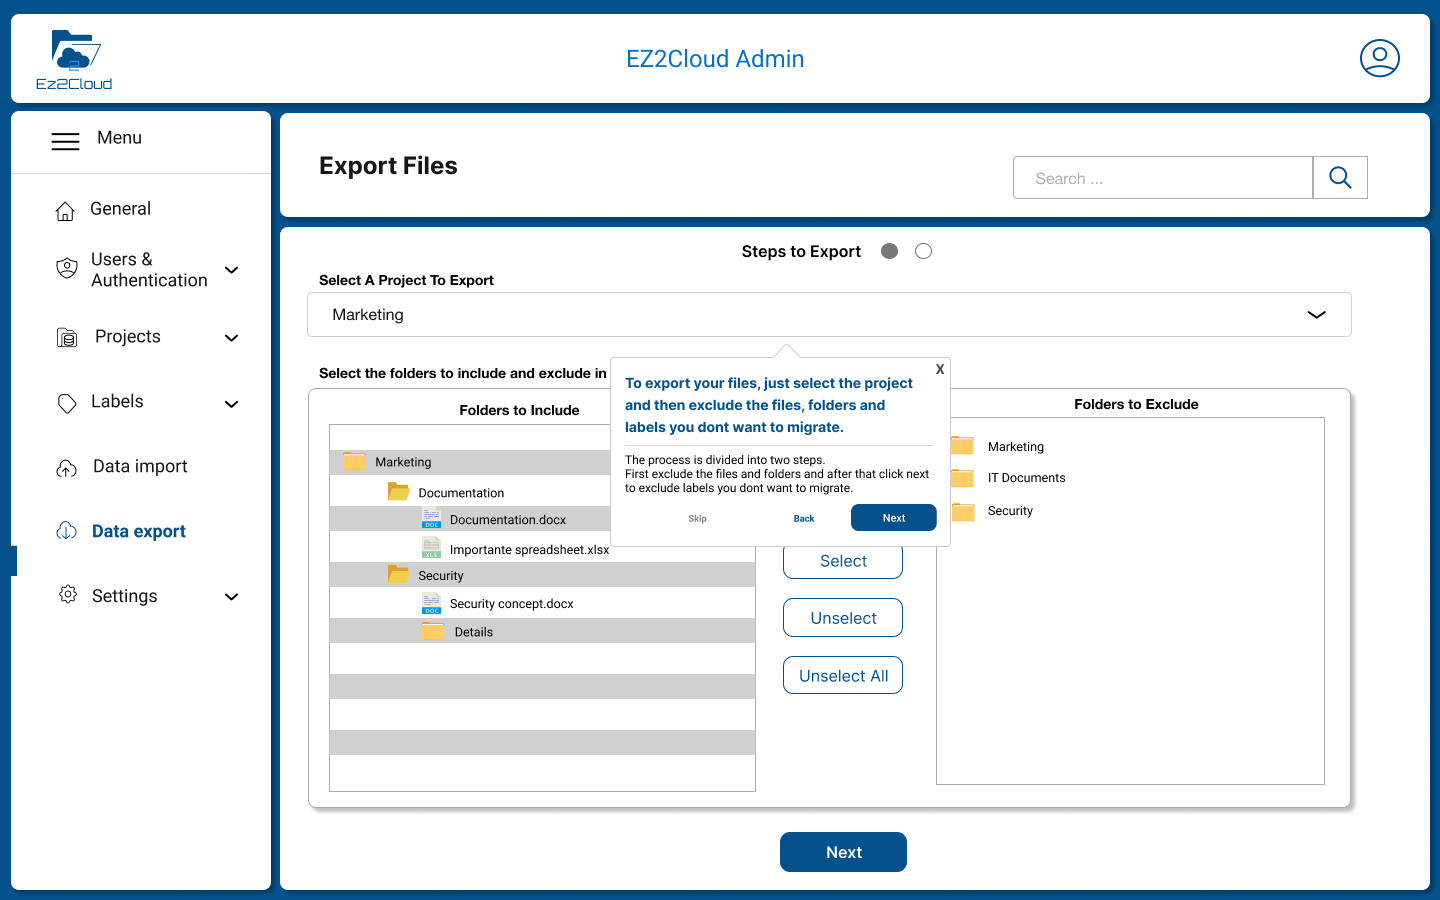 Ez2Cloud
EZ2Cloud Admin
Menu
General
Users &
Authentication
Projects
Labels
Data import
Data export
Settings
Export Files
Search ...
Steps to Export
Select A Project To Export
Marketing
Select the folders to include and exclude in
Folders to Include
Marketing
Documentation
Documentation.docx
Importante spreadsheet.xlsx
Security
Security concept.docx
Details
X
To export your files, just select the project
and then exclude the files, folders and
labels you dont want to migrate.
The process is divided into two steps.
First exclude the files and folders and after that click next
to exclude labels you dont want to migrate.
Skip
Back
Next
Select
Unselect
Unselect All
Folders to Exclude
Marketing
IT Documents
Security
Next
DOC
XLS
DOC